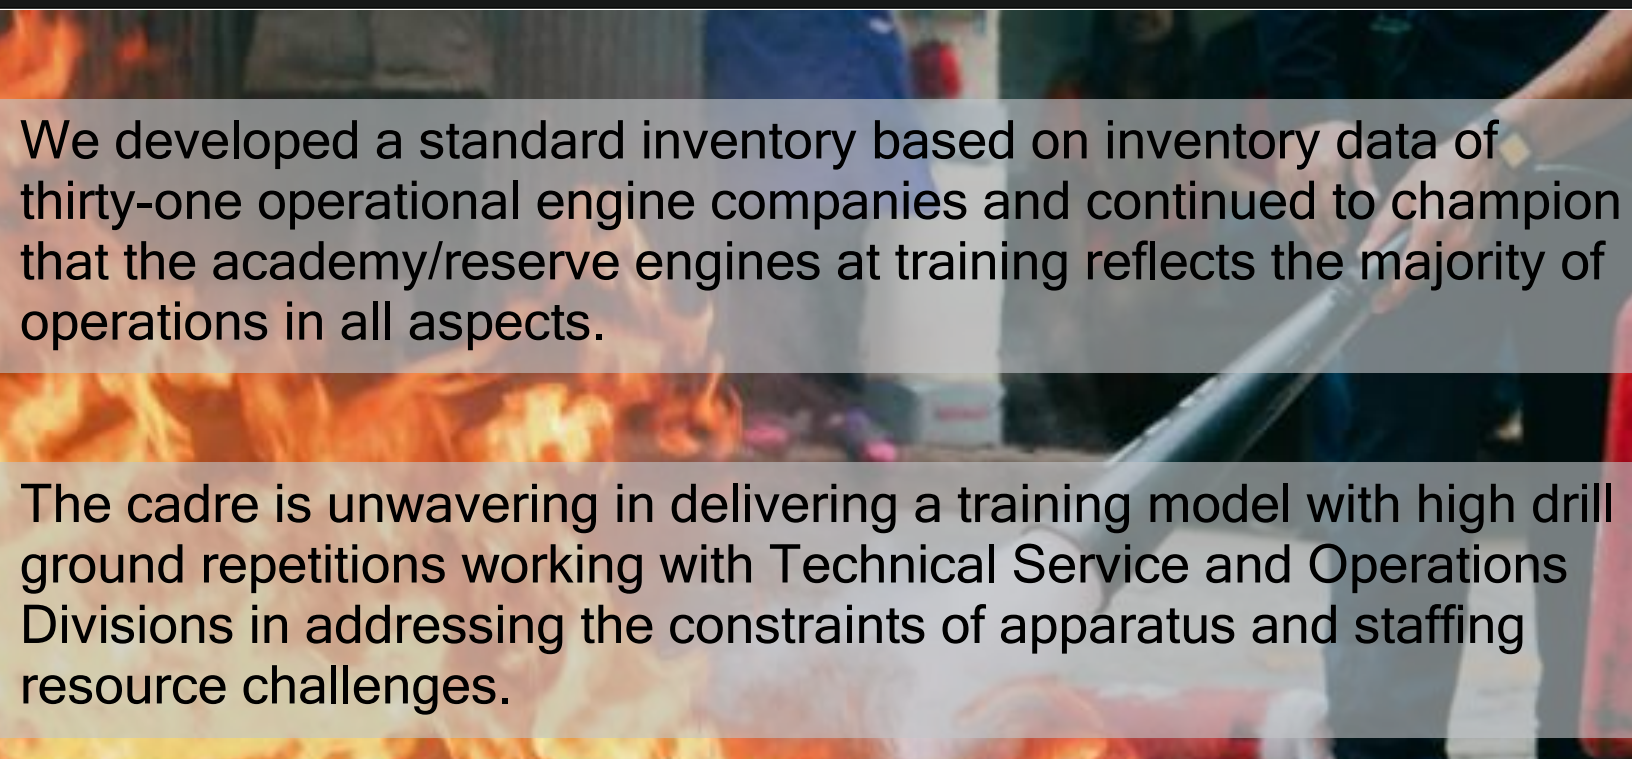 We developed a standard inventory based on inventory data of
thirty-one operational engine companies and continued to champion
that the academy/reserve engines at training reflects the majority of
operations in all aspects.
The cadre is unwavering in delivering a training model with high drill
ground repetitions working with Technical Service and Operations
Divisions in addressing the constraints of apparatus and staffing
resource challenges.